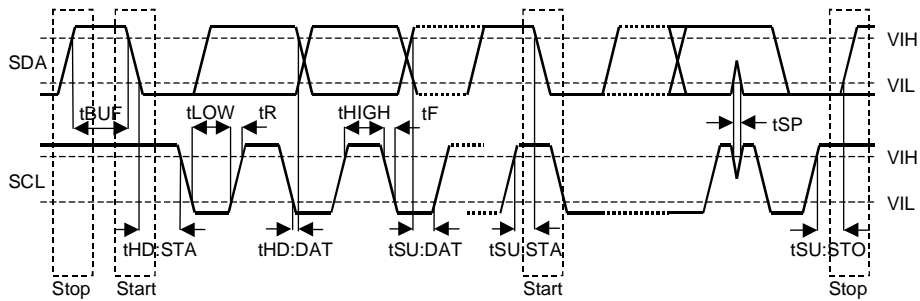 VIH
SDA
VIL
tBUF tLOW tR tHIGH tF tSP
VIH
SCL
VIL
tHD:STA tHD:DAT tSU:DAT tSU:STA tSU:STO
Stop Start Start Stop